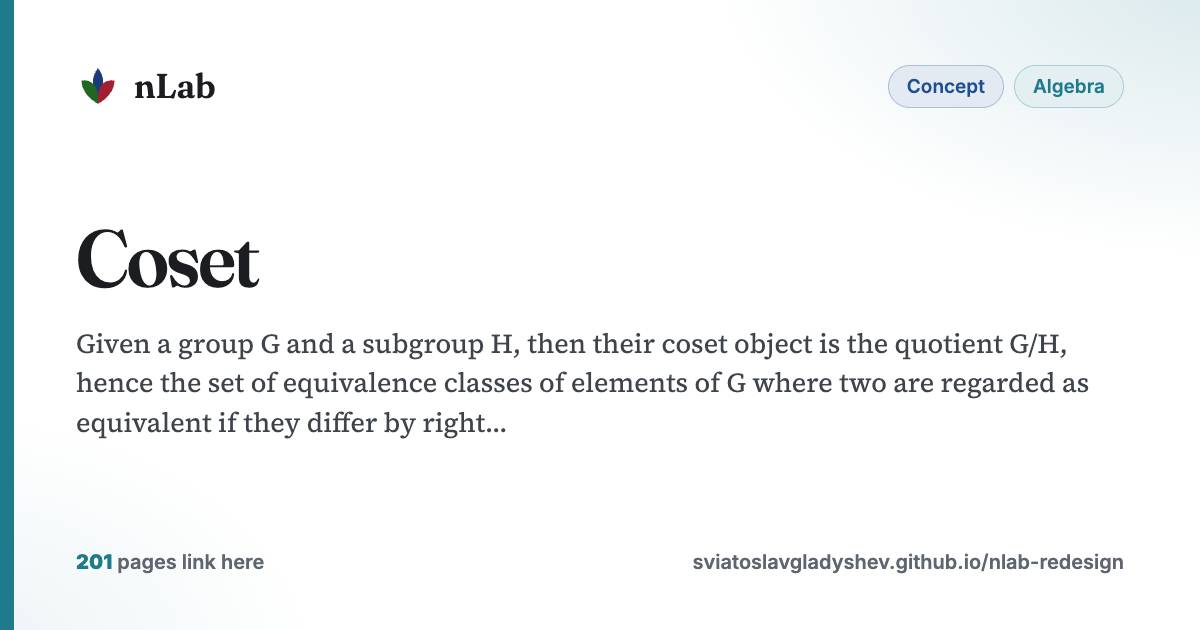 nLab
Concept
Algebra
Coset
Given a group G and a subgroup H, then their coset object is the quotient G/H,
hence the set of equivalence classes of elements of G where two are regarded as
equivalent if they differ by right...
201 pages link here
sviatoslavgladyshev.github.io/nlab-redesign